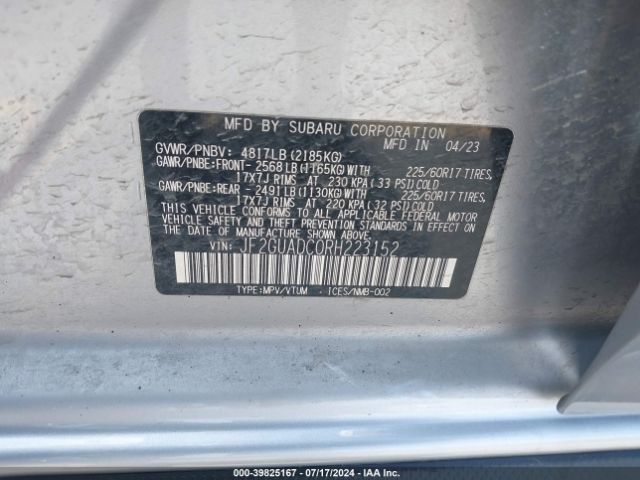 MFD BY SUBARU CORPORATION
GVWR/PNBV: 4817LB(2185KG) MFD IN 04/23
GAWR/PNBE:FRONT-2568LB(1165KG)WITH 225/60R17 TIRES,
17X7J RIMS AT 230 KPA(33 PSI)COLD
GAWR/PNBE:REAR -2491LB(1130KG)WITH 225/60R17 TIRES,
17X7J RIMS AT 220 KPA(32 PSI)COLD
THIS VEHICLE CONFORMS TO ALL APPLICABLE FEDERAL MOTOR
VEHICLE SAFETY AND THEFT PREVENTION STANDARDS IN EFFECT ON
THE DATE OF MANUFACTURE SHOWN ABOVE.
VIN: JF2GUADC0RH223152
TYPE:MPV/VTUM ICES/NMB-002
000-39825167 - 07/17/2024 - IAA Inc.